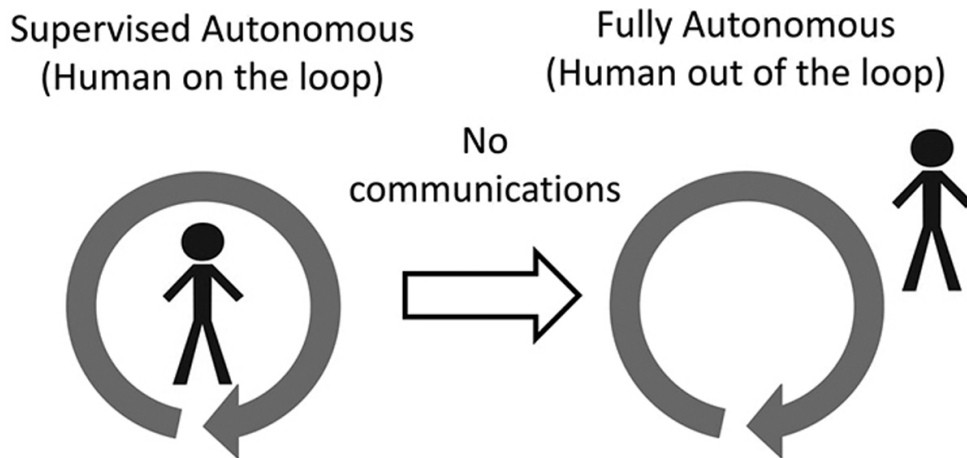 Supervised Autonomous
(Human on the loop)
No
communications
Fully Autonomous
(Human out of the loop)